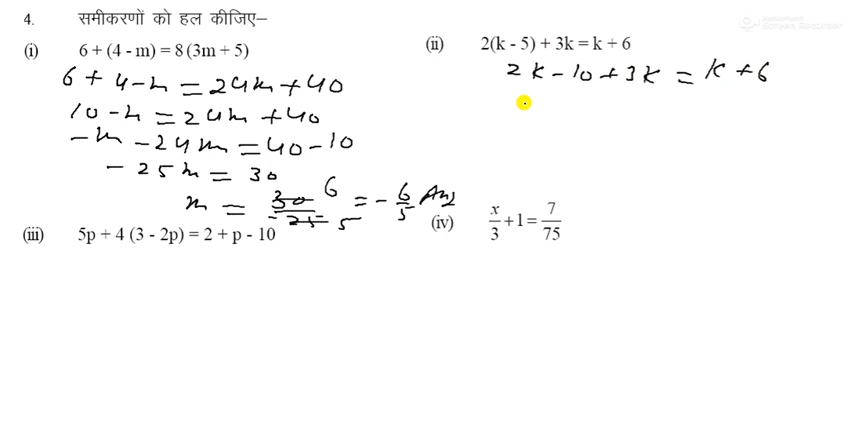 4. समीकरणों को हल कीजिए-
(i) 6 + (4 - m) = 8 (3m + 5)
6 + 4 - m = 24m + 40
10 - m = 24m + 40
- m - 24m = 40 - 10
- 25m = 30
m = 30/-25 6/5 = - 6/5 Ans
(ii) 2(k - 5) + 3k = k + 6
2k - 10 + 3k = k + 6
(iii) 5p + 4 (3 - 2p) = 2 + p - 10
(iv) x/3 + 1 = 7/75